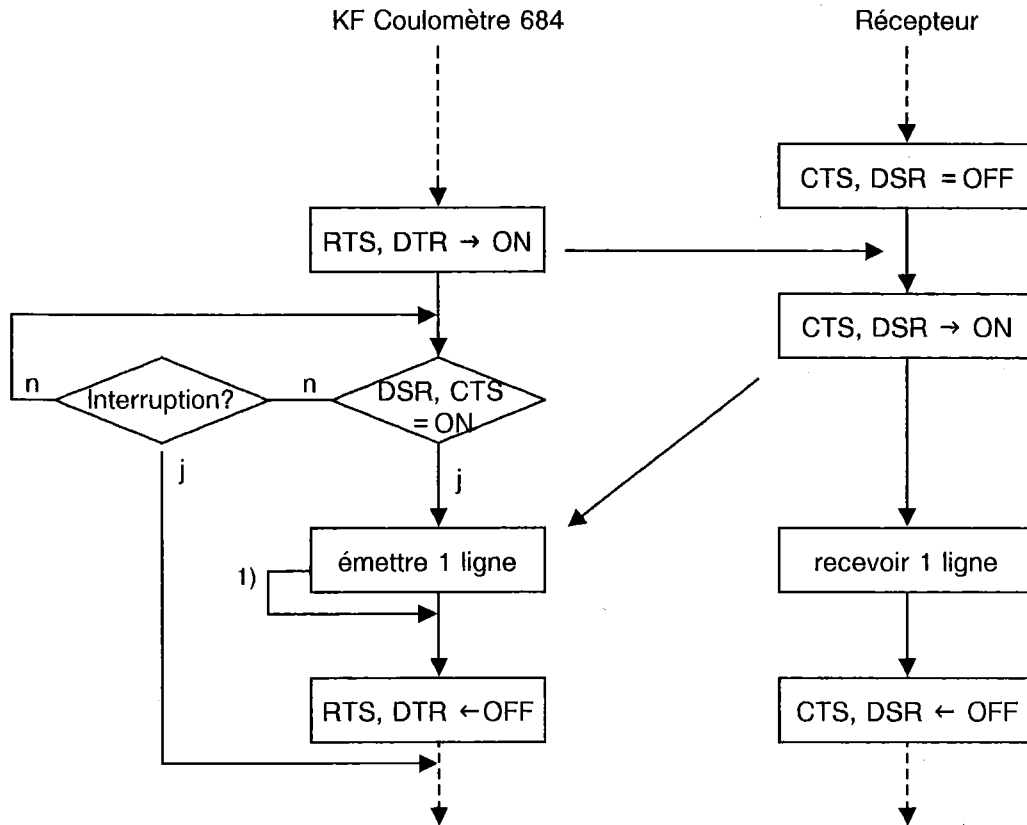 KF Coulomètre 684
Récepteur
CTS, DSR = OFF
RTS, DTR → ON
CTS, DSR → ON
n
Interruption?
n
DSR, CTS
= ON
j
j
émettre 1 ligne
recevoir 1 ligne
1)
RTS, DTR ← OFF
CTS, DSR ← OFF